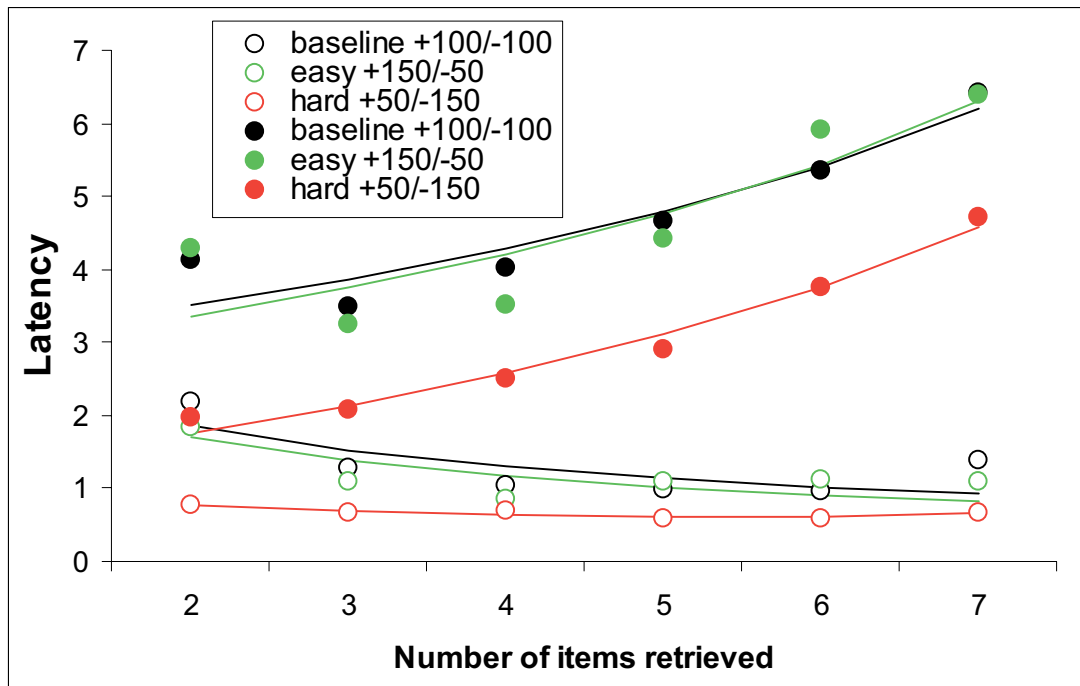 baseline +100/-100
easy +150/-50
hard +50/-150
baseline +100/-100
easy +150/-50
hard +50/-150
7
6
5
4
3
2
1
0
Latency
2 3 4 5 6 7
Number of items retrieved